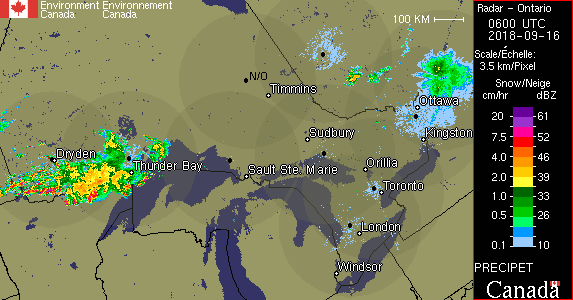 Environment Environnement
Canada Canada
100 KM
N/O
Timmins
Ottawa
Sudbury
Kingston
Dryden
Thunder Bay
Sault Ste. Marie
Orillia
Toronto
London
Windsor
Radar - Ontario
0600 UTC
2018-09-16
Scale/Échelle:
3.5 km/Pixel
Snow/Neige
cm/hr dBZ
20 61
7.5 52
4.0 46
2.0 39
1.0 33
0.5 26
0.1 10
PRECIPET
Canada